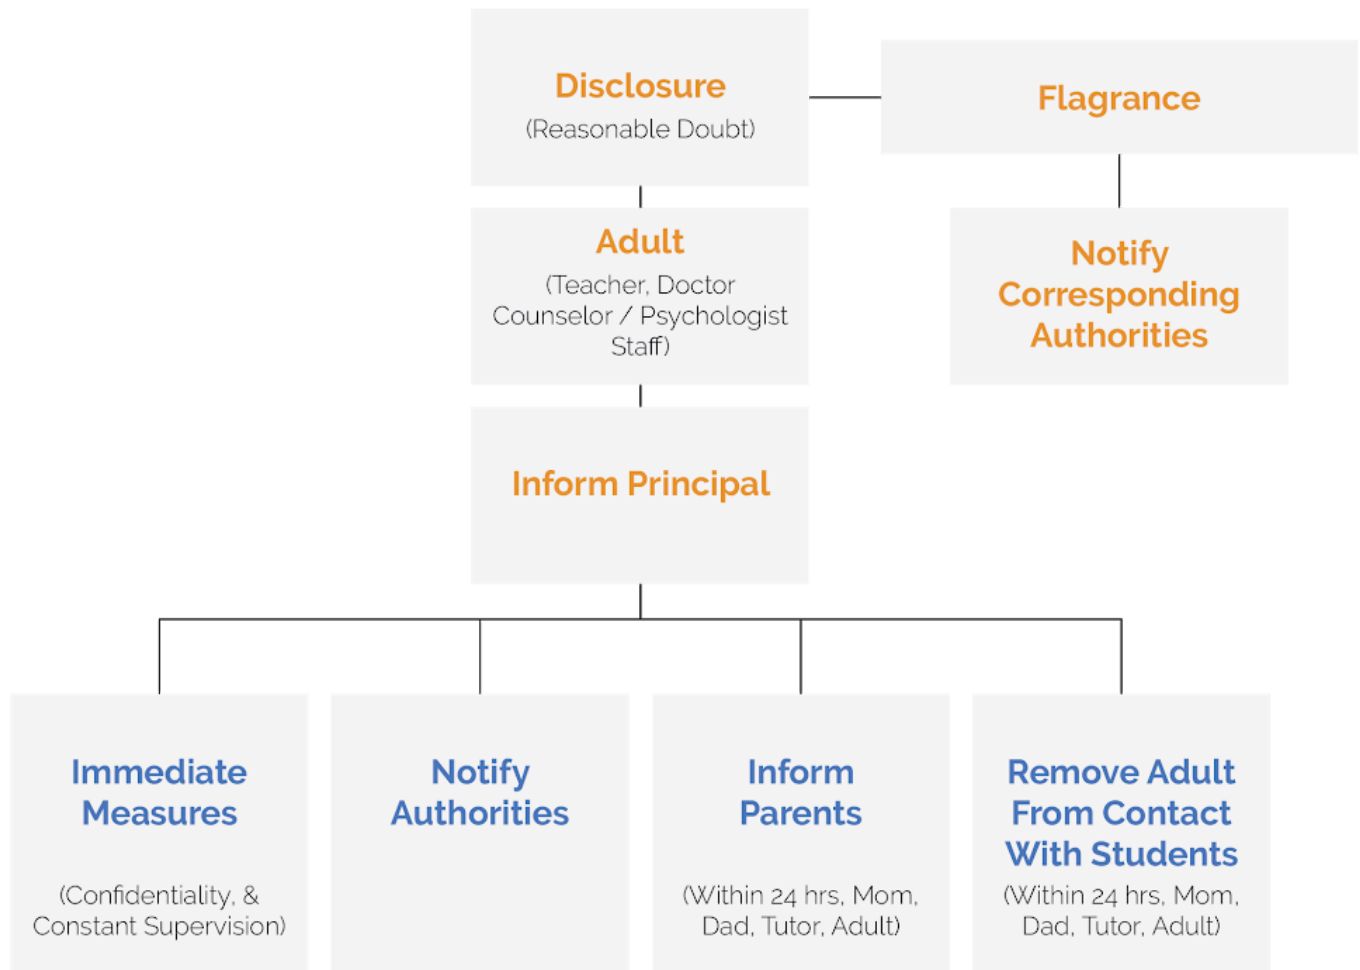 Disclosure
(Reasonable Doubt)
Flagrance
Adult
(Teacher, Doctor
Counselor / Psychologist
Staff)
Notify
Corresponding
Authorities
Inform Principal
Immediate
Measures
(Confidentiality, &
Constant Supervision)
Notify
Authorities
Inform
Parents
(Within 24 hrs, Mom,
Dad, Tutor, Adult)
Remove Adult
From Contact
With Students
(Within 24 hrs, Mom,
Dad, Tutor, Adult)